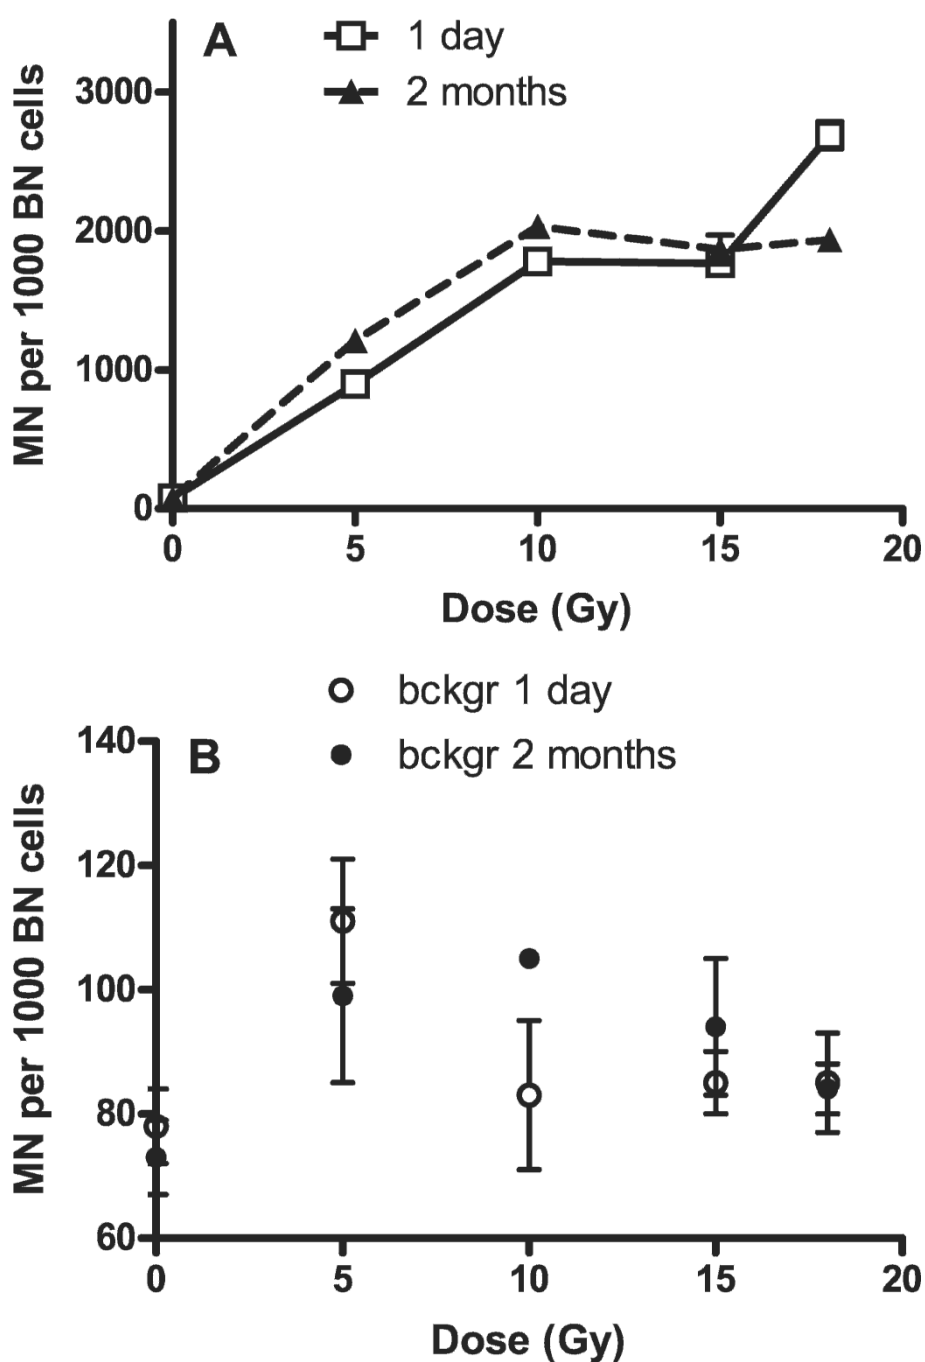 A
1 day
2 months
MN per 1000 BN cells
3000
2000
1000
0
0 5 10 15 20
Dose (Gy)
bckgr 1 day
B
bckgr 2 months
MN per 1000 BN cells
140
120
100
80
60
0 5 10 15 20
Dose (Gy)